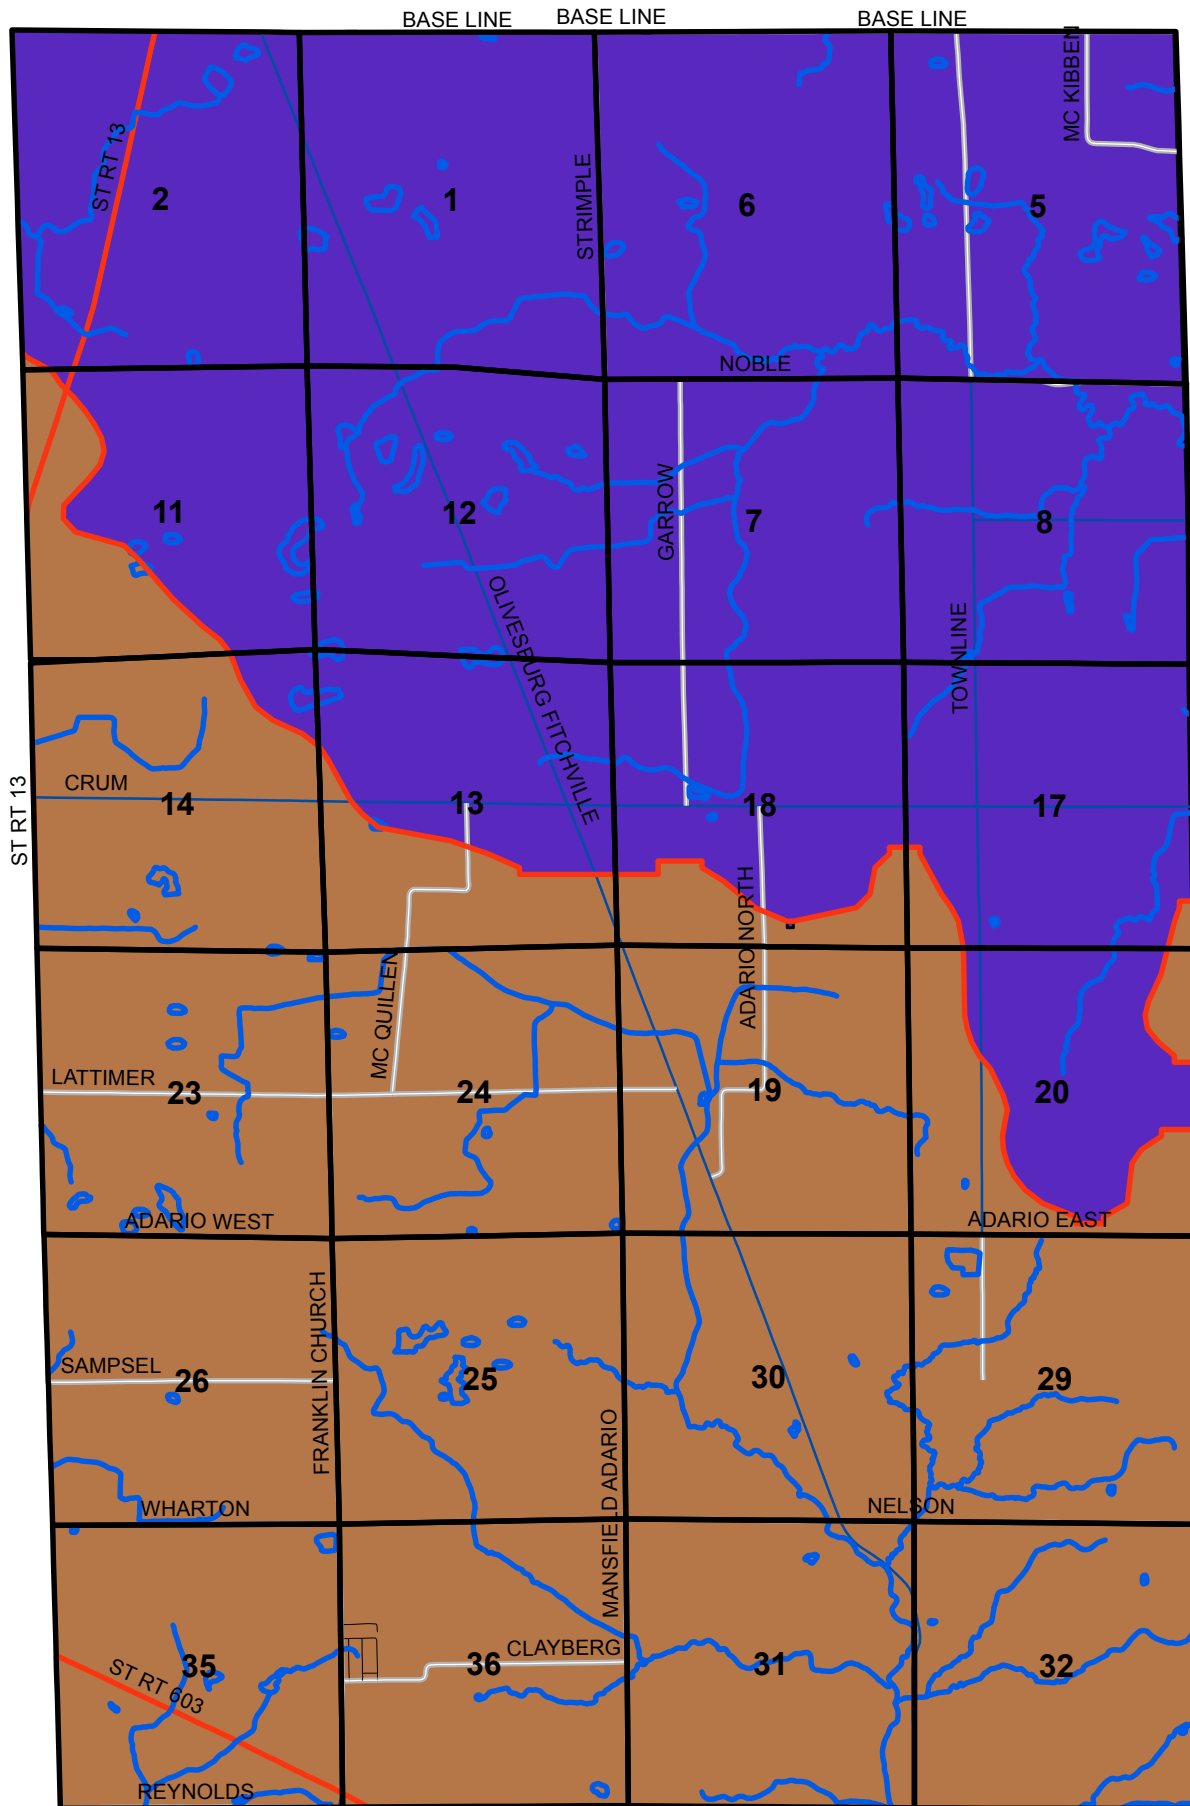 BASE LINE
BASE LINE
BASE LINE
MC KIBBEN
ST RT 13
2
1
STRIMPLE
6
5
NOBLE
11
12
GARROW
7
8
OLIVESBURG FITCHVILLE
TOWNLINE
CRUM
ST RT 13
14
13
18
17
ADARIO NORTH
MC QUILLEN
LATTIMER
23
24
19
20
ADARIO WEST
ADARIO EAST
FRANKLIN CHURCH
SAMPSEL
26
25
30
29
MANSFIELD ADARIO
WHARTON
NELSON
CLAYBERG
35
36
31
32
ST RT 603
REYNOLDS